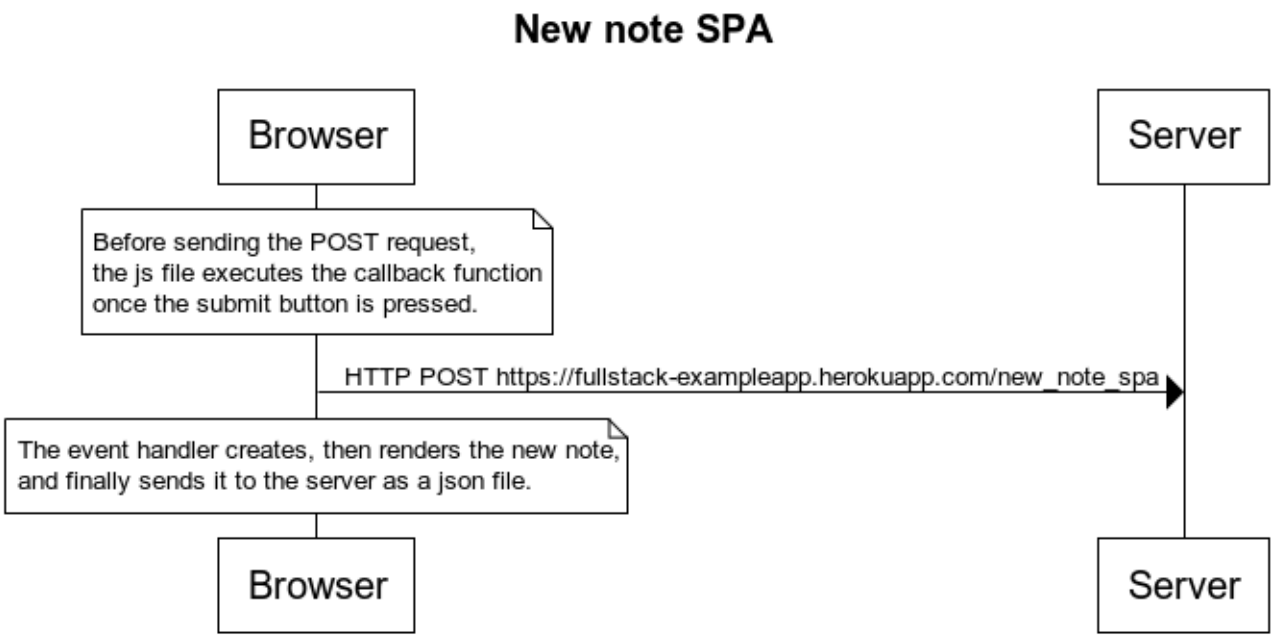 New note SPA
Browser
Server
Before sending the POST request,
the js file executes the callback function
once the submit button is pressed.
HTTP POST https://fullstack-exampleapp.herokuapp.com/new_note_spa
The event handler creates, then renders the new note,
and finally sends it to the server as a json file.
Browser
Server